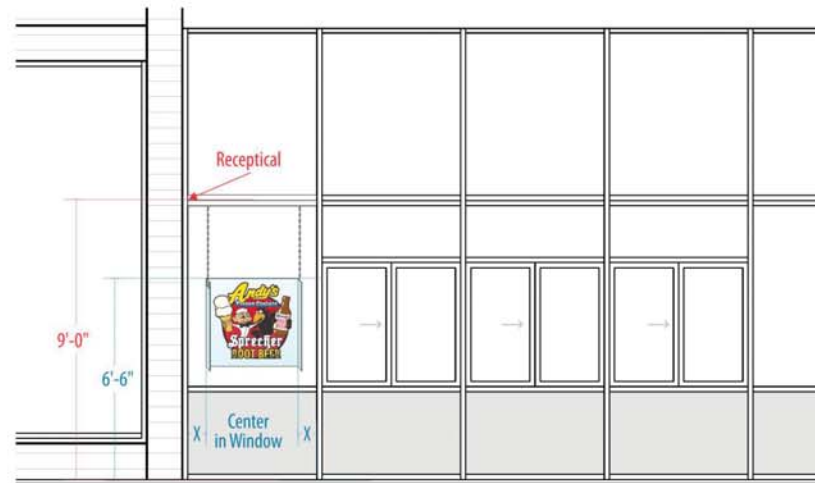 Receptical
9'-0"
6'-6"
Andy's
Sprecher
ROOT BEER
X
Center
in Window
X